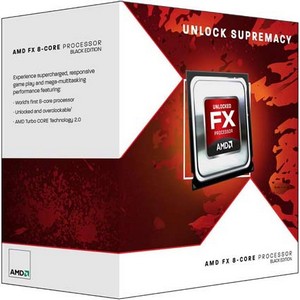 UNLOCK SUPREMACY
AMD FX 8-CORE PROCESSOR
BLACK EDITION
Experience supercharged, responsive
game play and mega-multitasking
performance featuring:
• World's first 8-core processor
• Unlocked and overclockable
• AMD Turbo CORE Technology 2.0
UNLOCKED
FX
PROCESSOR
AMD
AMD
AMD FX 8-CORE PROCESSOR
BLACK EDITION